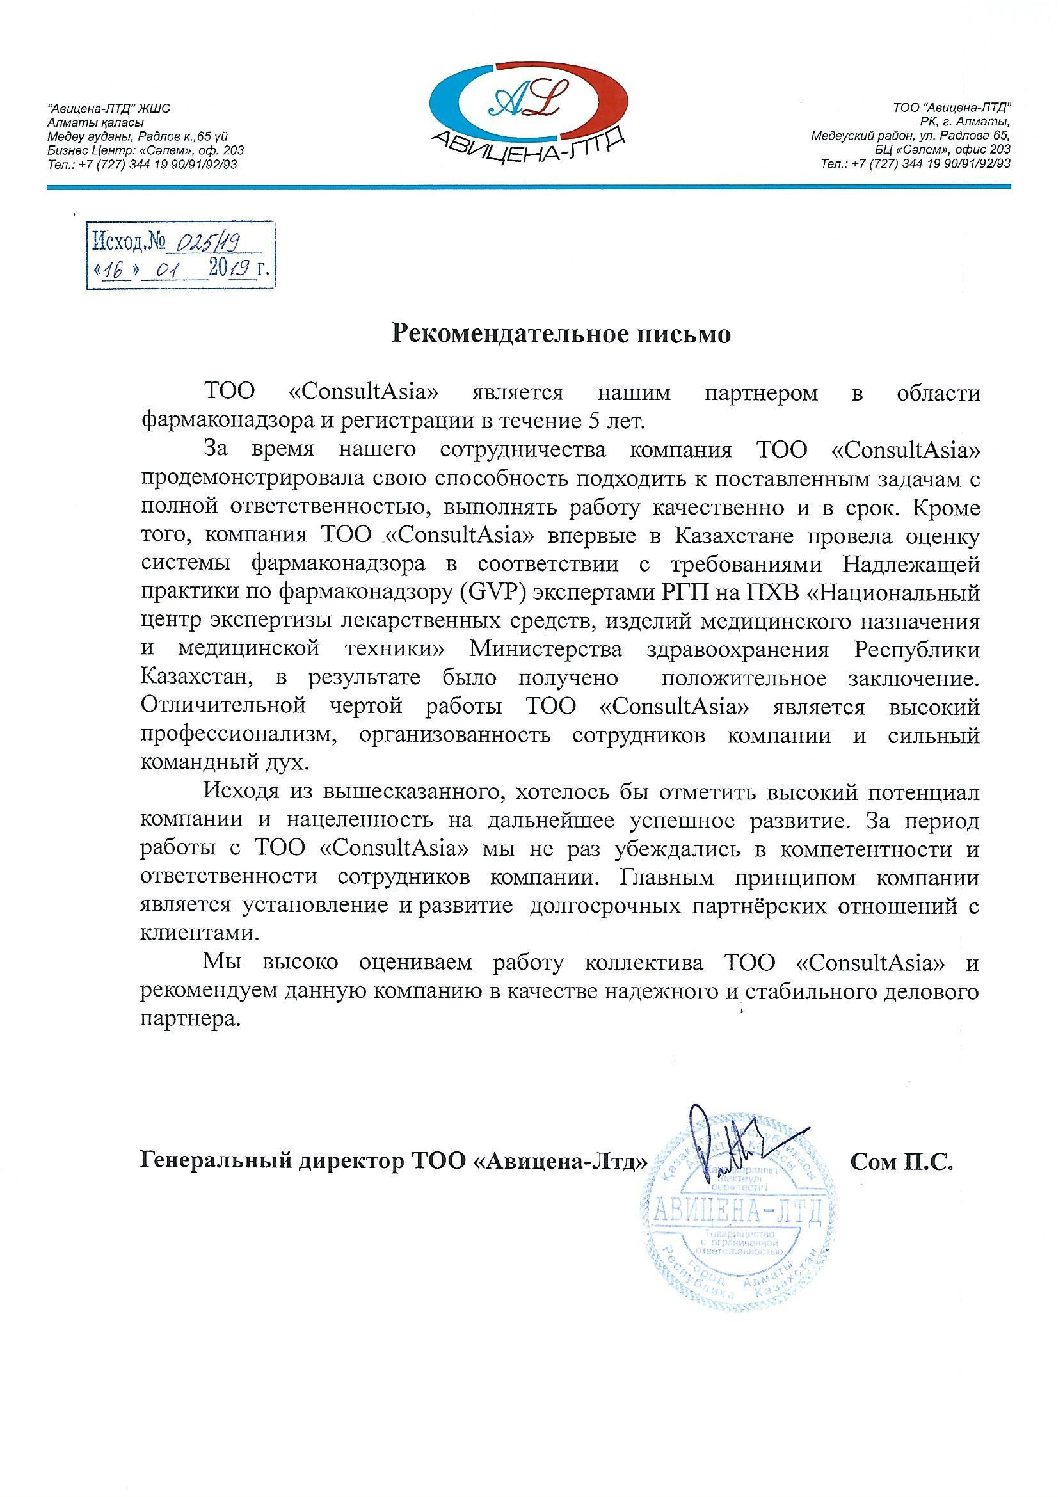 "Авицена-ЛТД" ЖШС
Алматы қаласы
Медеу ауданы, Радлов к.,65 үй
Бизнес Центр: «Сәлем», оф. 203
Тел.: +7 (727) 344 19 90/91/92/93
AL
АВИЦЕНА-ЛТД
ТОО "Авицена-ЛТД"
РК, г. Алматы,
Медеуский район, ул. Радлова 65,
БЦ «Сәлем», офис 203
Тел.: +7 (727) 344 19 90/91/92/93
Исход.№ 025/19
«16» 01 2019 г.
Рекомендательное письмо
ТОО «ConsultAsia» является нашим партнером в области
фармаконадзора и регистрации в течение 5 лет.
За время нашего сотрудничества компания ТОО «ConsultAsia»
продемонстрировала свою способность подходить к поставленным задачам с
полной ответственностью, выполнять работу качественно и в срок. Кроме
того, компания ТОО «ConsultAsia» впервые в Казахстане провела оценку
системы фармаконадзора в соответствии с требованиями Надлежащей
практики по фармаконадзору (GVP) экспертами РГП на ПХВ «Национальный
центр экспертизы лекарственных средств, изделий медицинского назначения
и медицинской техники» Министерства здравоохранения Республики
Казахстан, в результате было получено положительное заключение.
Отличительной чертой работы ТОО «ConsultAsia» является высокий
профессионализм, организованность сотрудников компании и сильный
командный дух.
Исходя из вышесказанного, хотелось бы отметить высокий потенциал
компании и нацеленность на дальнейшее успешное развитие. За период
работы с ТОО «ConsultAsia» мы не раз убеждались в компетентности и
ответственности сотрудников компании. Главным принципом компании
является установление и развитие долгосрочных партнёрских отношений с
клиентами.
Мы высоко оцениваем работу коллектива ТОО «ConsultAsia» и
рекомендуем данную компанию в качестве надежного и стабильного делового
партнера.
Генеральный директор ТОО «Авицена-Лтд»
Сом П.С.
АВИЦЕНА-ЛТД
Товарищество
с ограниченной
ответственностью
город Алматы
Республика Казахстан